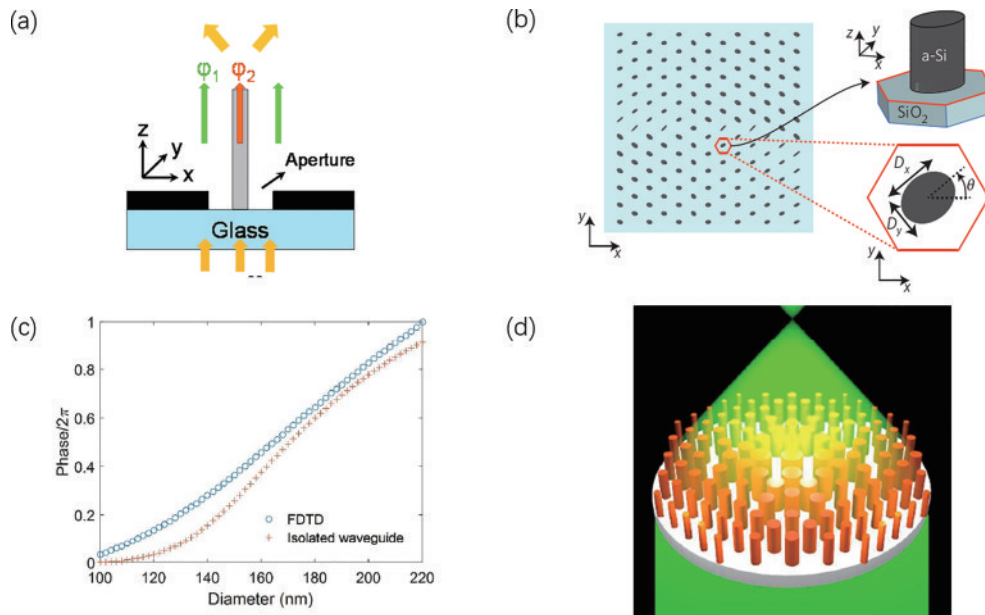 (a)
φ1 φ2
z
y
x
Aperture
Glass
(b)
y
x
z
y
x
a-Si
SiO2
Dx
Dy
θ
y
x
(c)
Phase/2π
1
0.8
0.6
0.4
0.2
0
100 120 140 160 180 200 220
Diameter (nm)
FDTD
Isolated waveguide
(d)